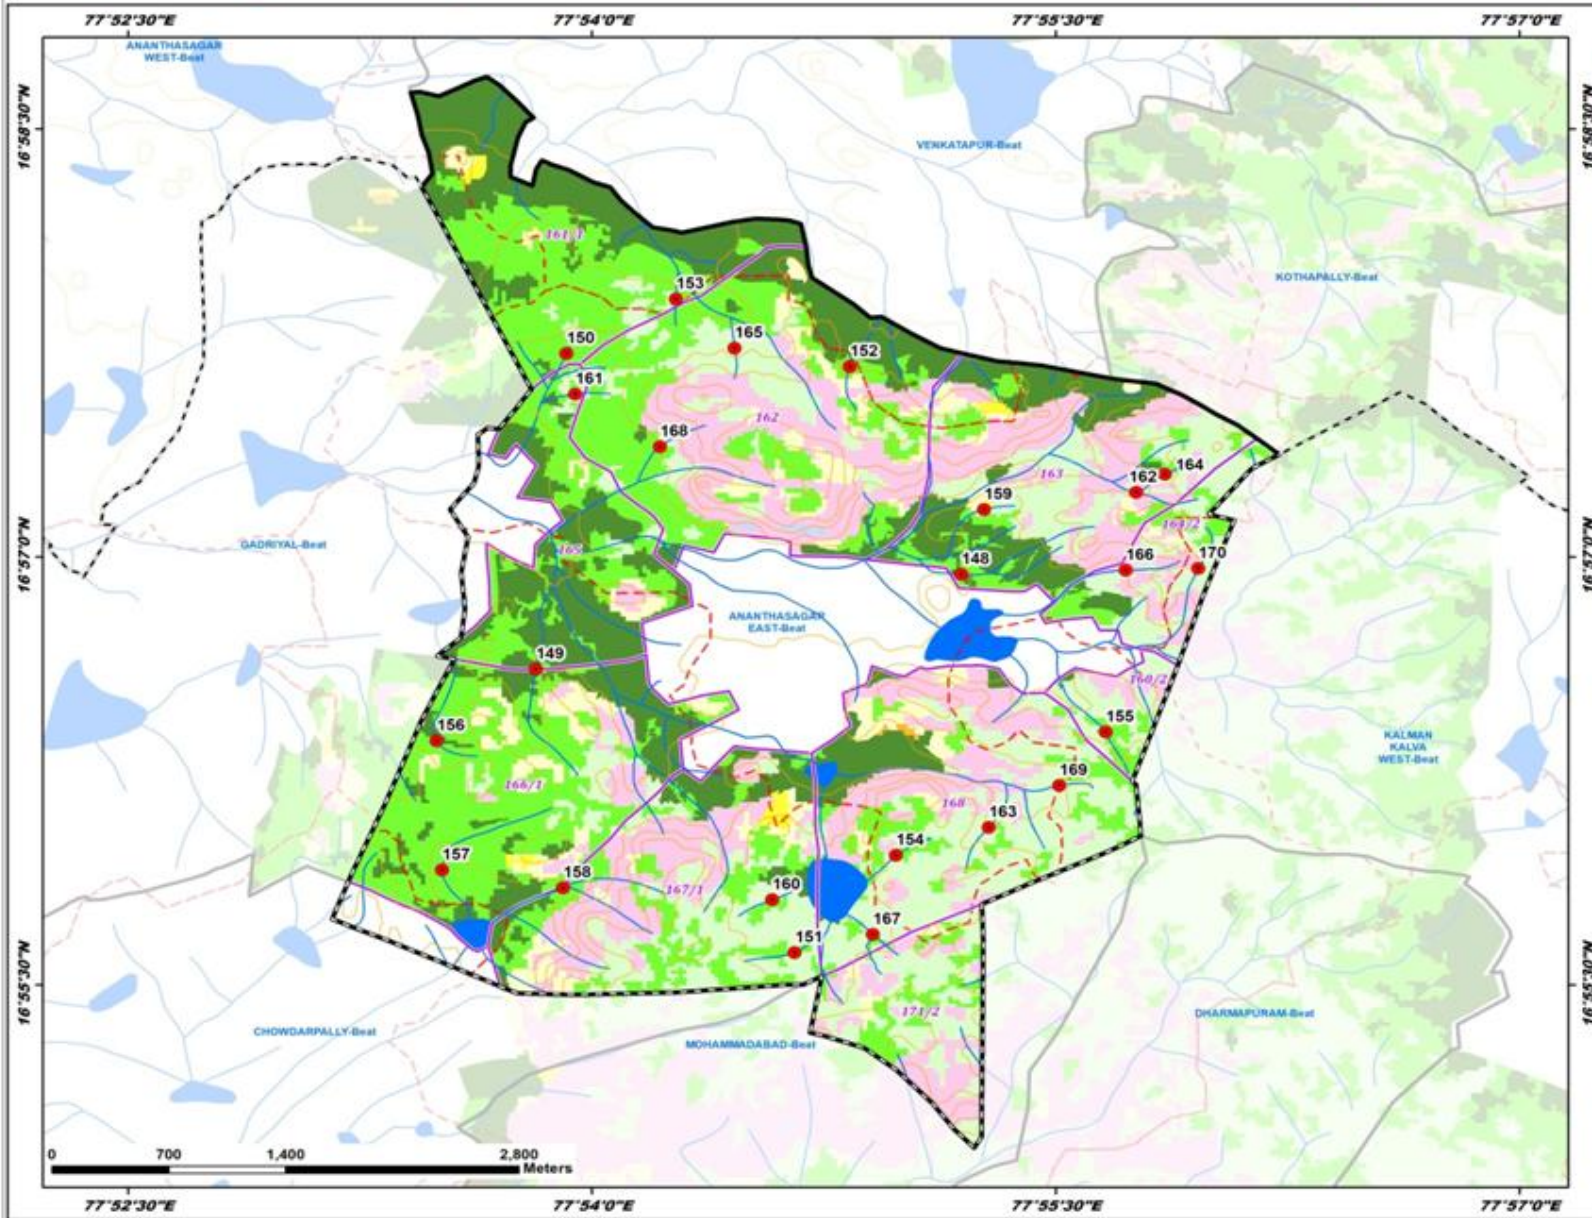 77°52'30"E
77°54'0"E
77°55'30"E
77°57'0"E
ANANTHASAGAR
WEST-Beat
16°58'30"N
16°58'30"N
VENKATAPUR-Beat
161/1
KOTHAPALLY-Beat
153
165
150
152
161
162
168
163
164
162
159
GADRIYAL-Beat
165
161/2
16°57'0"N
16°57'0"N
148
166
170
ANANTHASAGAR
EAST-Beat
149
160/2
156
155
KALMAN
KALVA
WEST-Beat
166/1
169
168
163
157
154
158
167/1
160
167
151
16°55'30"N
16°55'30"N
171/2
CHOWDARPALLY-Beat
MOHAMMADABAD-Beat
DHARMAPURAM-Beat
0 700 1,400 2,800
Meters
77°52'30"E
77°54'0"E
77°55'30"E
77°57'0"E